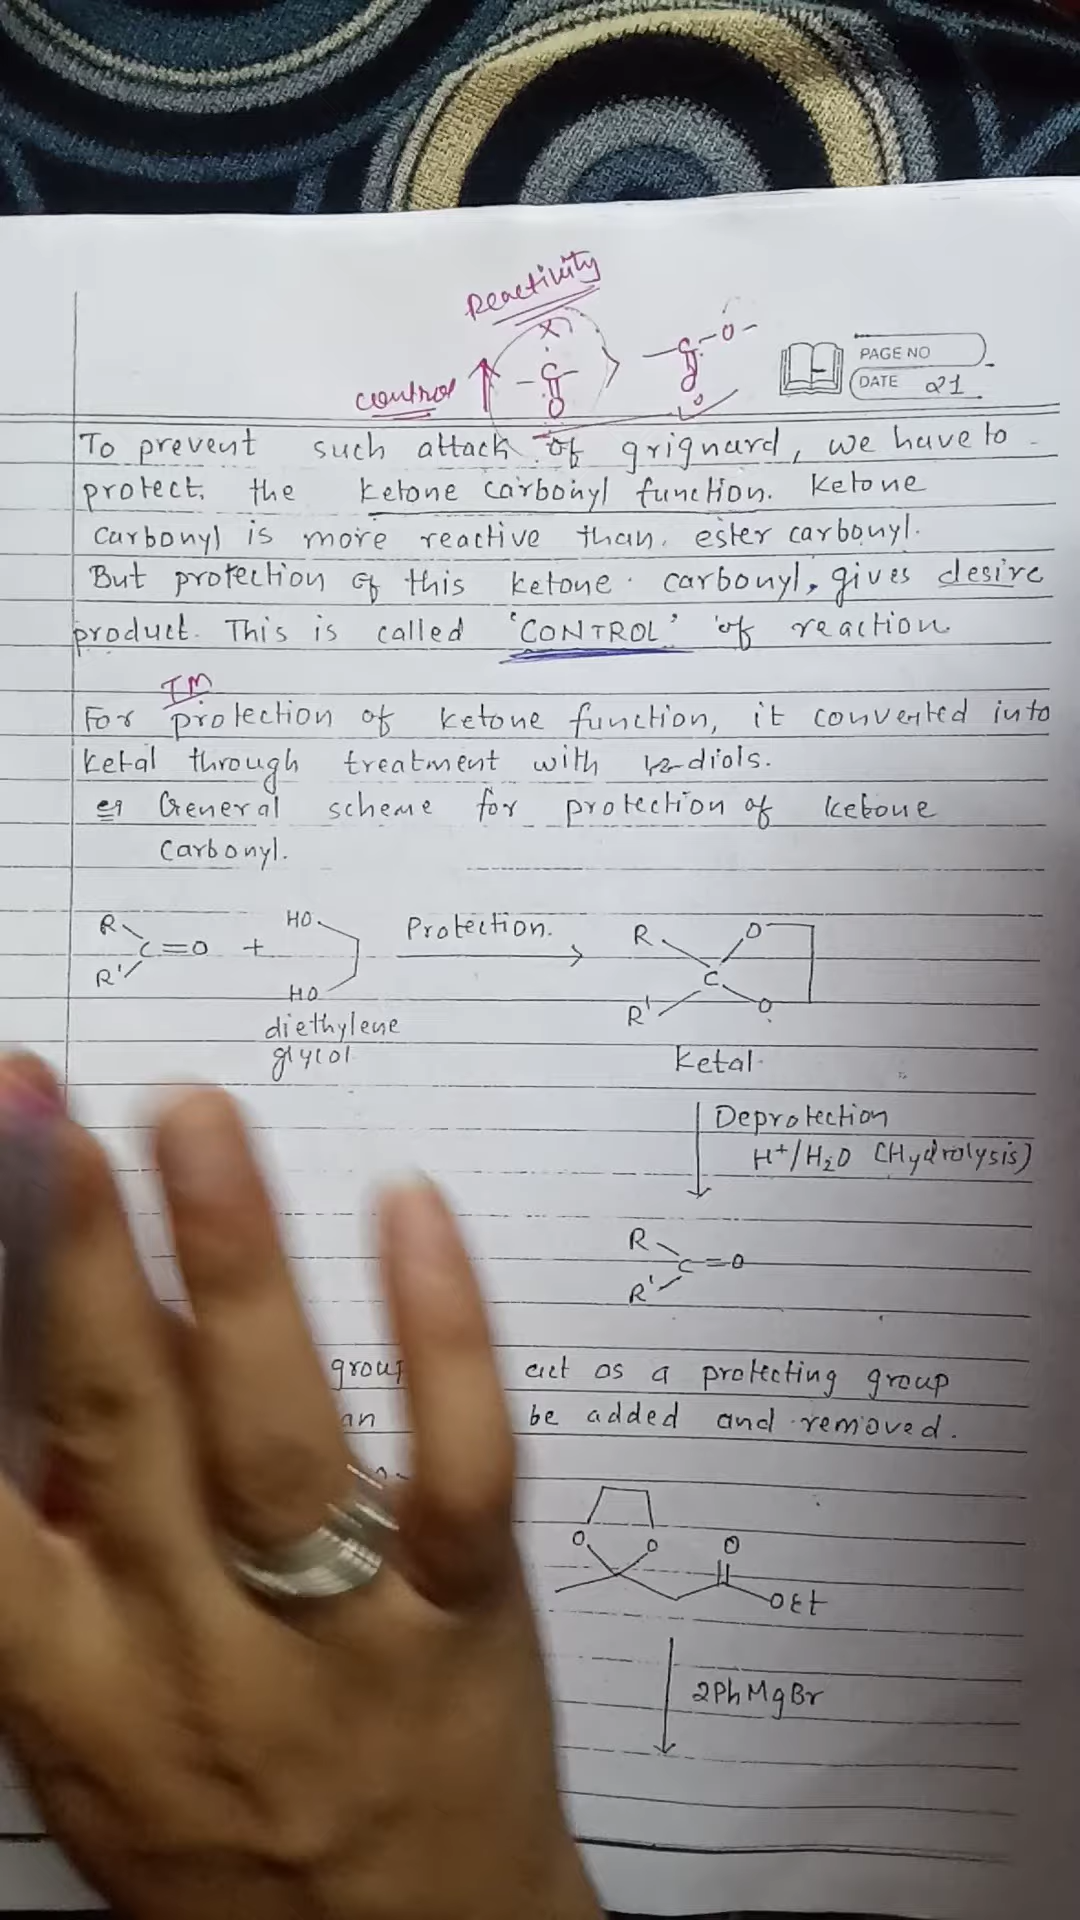 Reactivity
control
PAGE NO
DATE 21
To prevent such attack of grignard, we have to
protect, the ketone carbonyl function. Ketone
carbonyl is more reactive than ester carbonyl.
But protection of this ketone carbonyl, gives desire
product. This is called 'CONTROL' of reaction
TM
For protection of ketone function, it converted into
ketal through treatment with 1,2 diols.
eg General scheme for protection of ketone
carbonyl.
R R' C=O + HO HO Protection. R R' C O O
diethylene
glycol
Ketal
Deprotection
H+/H2O (Hydrolysis)
R
C=O
R'
group act as a protecting group
be added and removed.
O O O
OEt
2PhMgBr